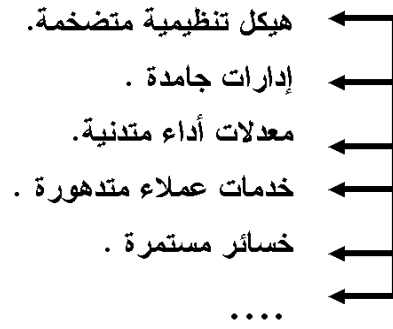 هيكل تنظيمية متضخمة.
إدارات جامدة .
معدلات أداء متدنية.
خدمات عملاء متدهورة .
خسائر مستمرة .
....